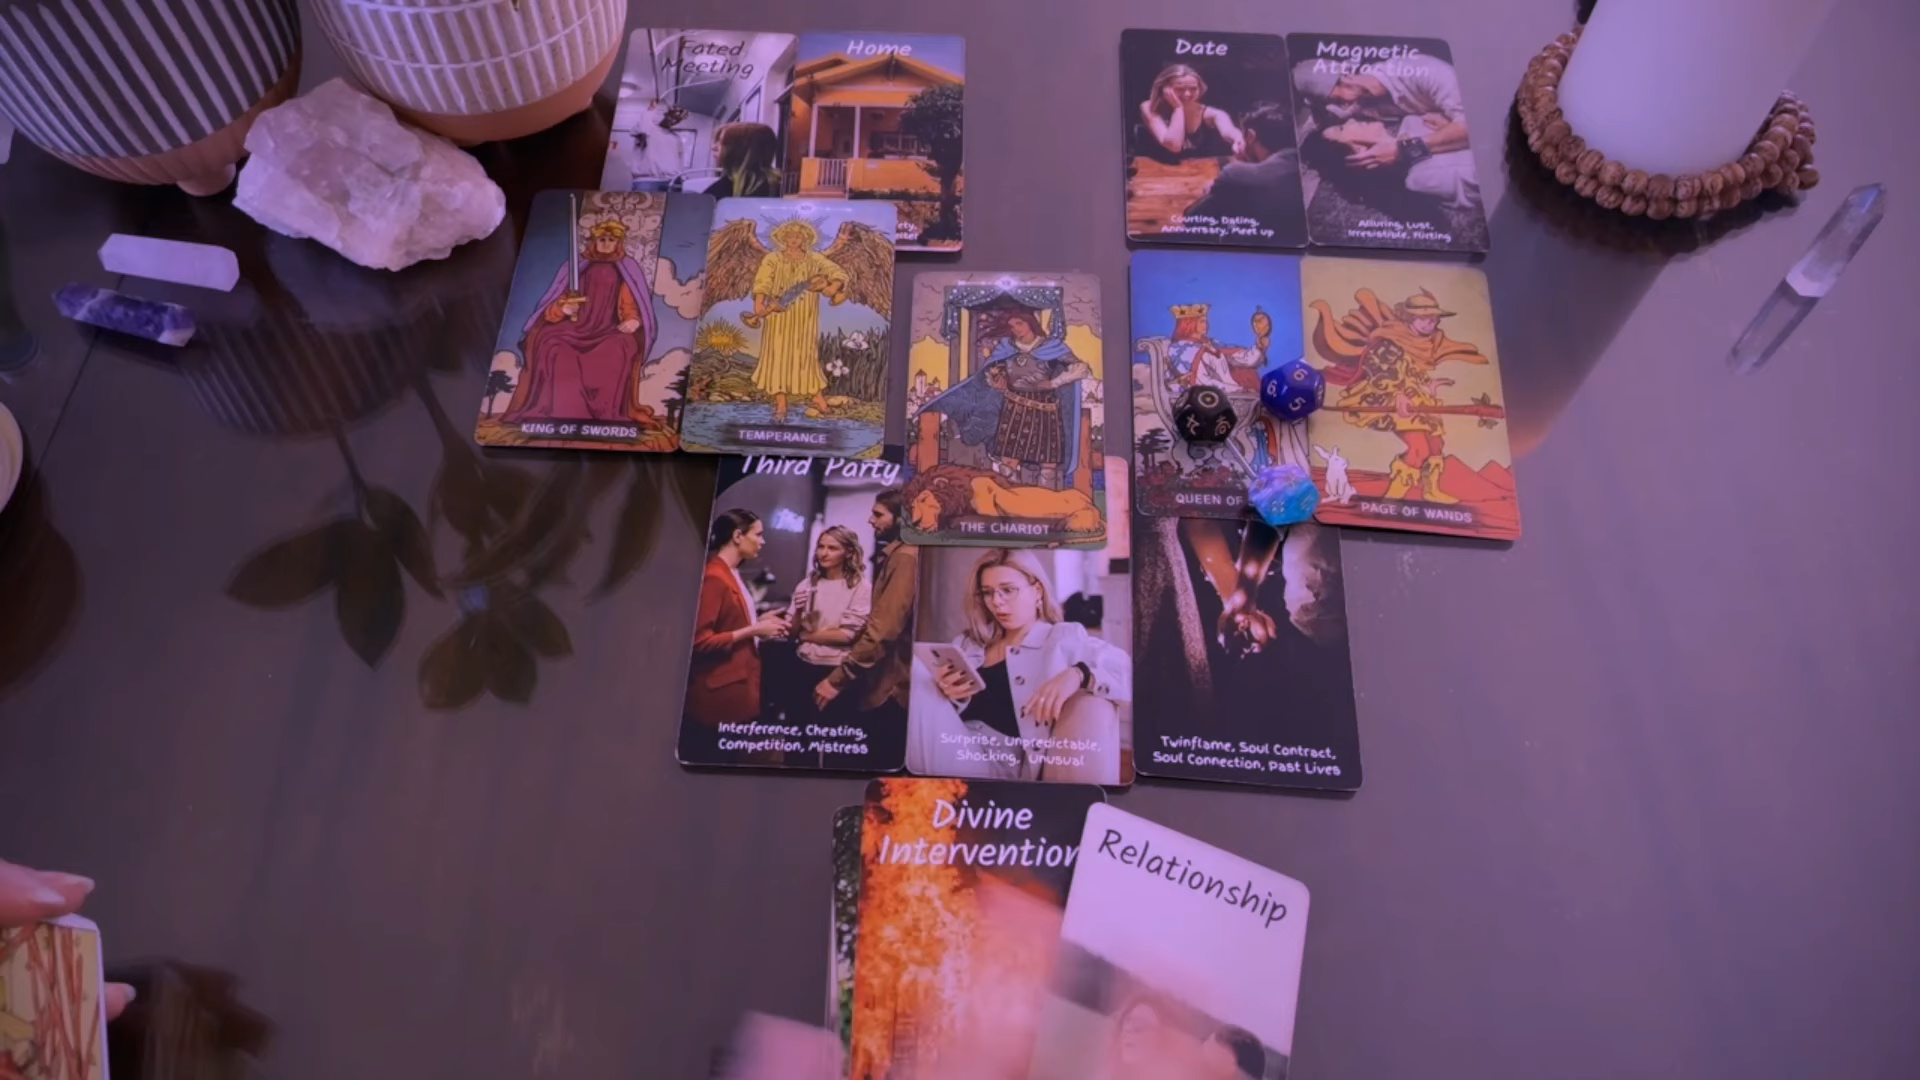 Fated
Meeting
Home
Date
Magnetic
Attraction
Courting, Dating,
Anniversary, Meet up
Alluring, Lust,
Irresistible, Flirting
KING OF SWORDS
TEMPERANCE
THE CHARIOT
QUEEN OF
PAGE OF WANDS
Third Party
Interference, Cheating,
Competition, Mistress
Surprise, Unpredictable,
Shocking, Unusual
Twinflame, Soul Contract,
Soul Connection, Past Lives
Divine
Intervention
Relationship